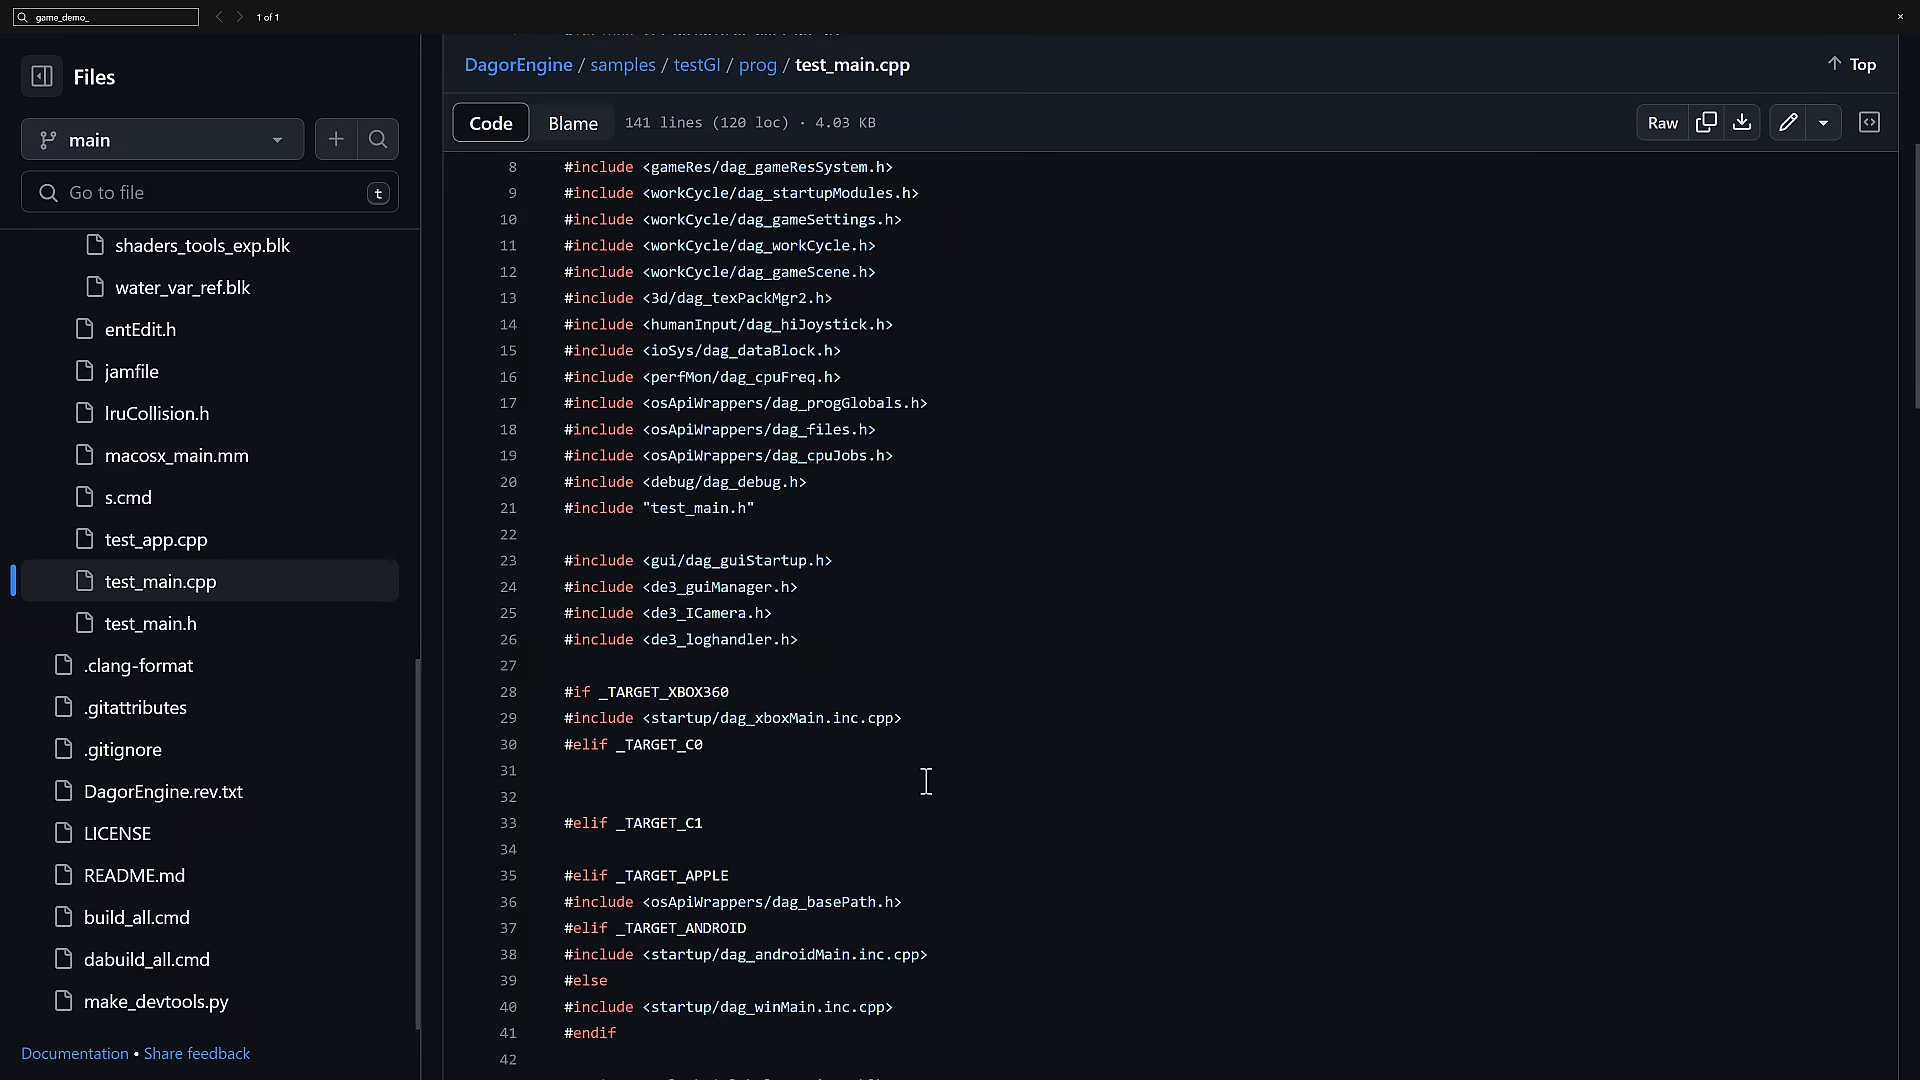 game_demo_
1 of 1
Files
main
Go to file
t
shaders_tools_exp.blk
water_var_ref.blk
entEdit.h
jamfile
lruCollision.h
macosx_main.mm
s.cmd
test_app.cpp
test_main.cpp
test_main.h
.clang-format
.gitattributes
.gitignore
DagorEngine.rev.txt
LICENSE
README.md
build_all.cmd
dabuild_all.cmd
make_devtools.py
Documentation • Share feedback
DagorEngine / samples / testGI / prog / test_main.cpp
Top
Code
Blame
141 lines (120 loc) · 4.03 KB
Raw
8 #include <gameRes/dag_gameResSystem.h>
9 #include <workCycle/dag_startupModules.h>
10 #include <workCycle/dag_gameSettings.h>
11 #include <workCycle/dag_workCycle.h>
12 #include <workCycle/dag_gameScene.h>
13 #include <3d/dag_texPackMgr2.h>
14 #include <humanInput/dag_hiJoystick.h>
15 #include <ioSys/dag_dataBlock.h>
16 #include <perfMon/dag_cpuFreq.h>
17 #include <osApiWrappers/dag_progGlobals.h>
18 #include <osApiWrappers/dag_files.h>
19 #include <osApiWrappers/dag_cpuJobs.h>
20 #include <debug/dag_debug.h>
21 #include "test_main.h"
22
23 #include <gui/dag_guiStartup.h>
24 #include <de3_guiManager.h>
25 #include <de3_ICamera.h>
26 #include <de3_loghandler.h>
27
28 #if _TARGET_XBOX360
29 #include <startup/dag_xboxMain.inc.cpp>
30 #elif _TARGET_C0
31
32
33 #elif _TARGET_C1
34
35 #elif _TARGET_APPLE
36 #include <osApiWrappers/dag_basePath.h>
37 #elif _TARGET_ANDROID
38 #include <startup/dag_androidMain.inc.cpp>
39 #else
40 #include <startup/dag_winMain.inc.cpp>
41 #endif
42